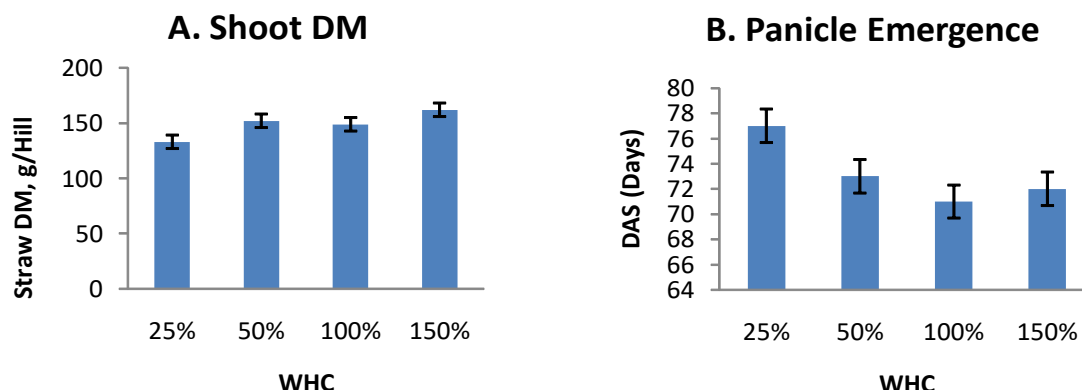 A. Shoot DM
Straw DM, g/Hill
200
150
100
50
0
25% 50% 100% 150%
WHC
B. Panicle Emergence
DAS (Days)
80
78
76
74
72
70
68
66
64
25% 50% 100% 150%
WHC